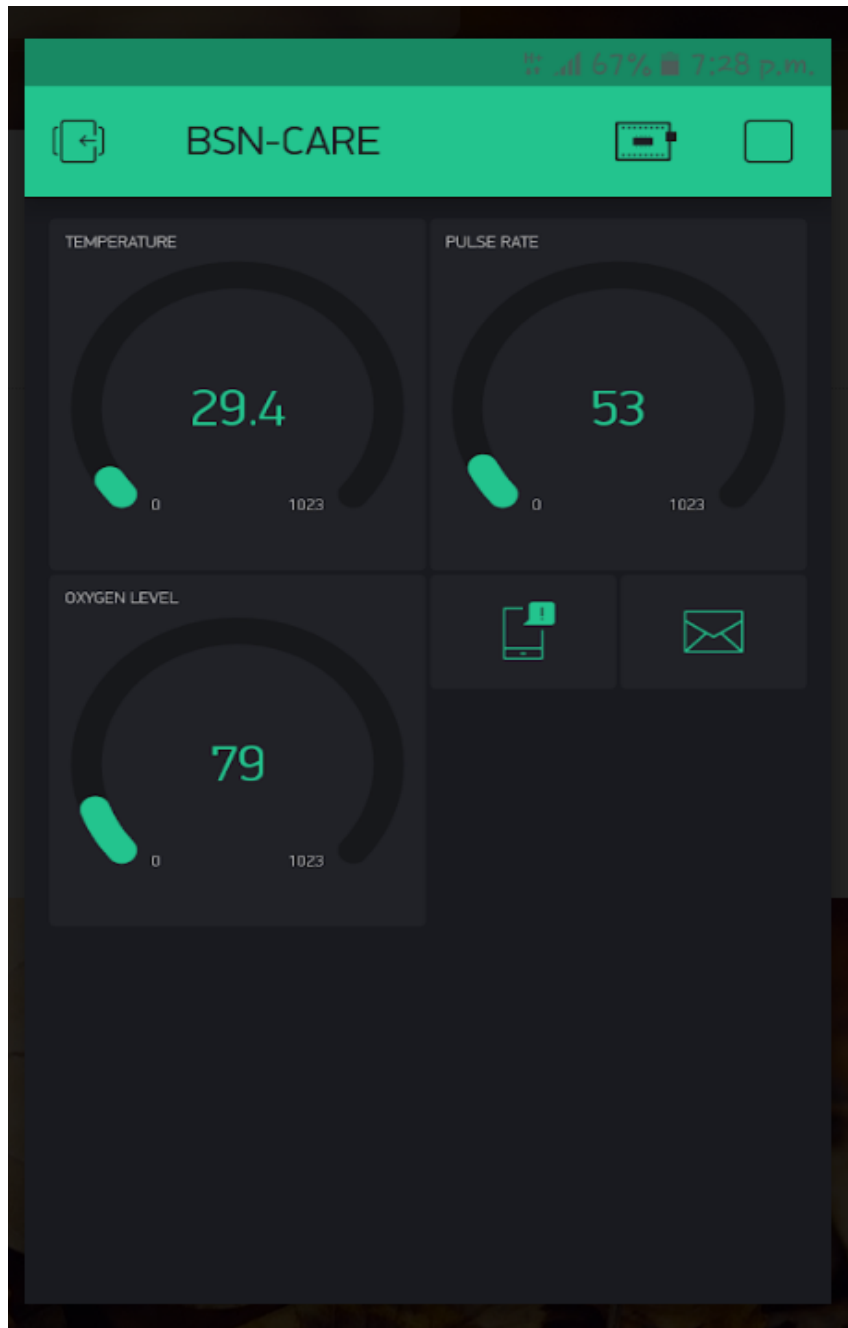 67% 7:28 p.m.
BSN-CARE
TEMPERATURE
29.4
0 1023
PULSE RATE
53
0 1023
OXYGEN LEVEL
79
0 1023
!